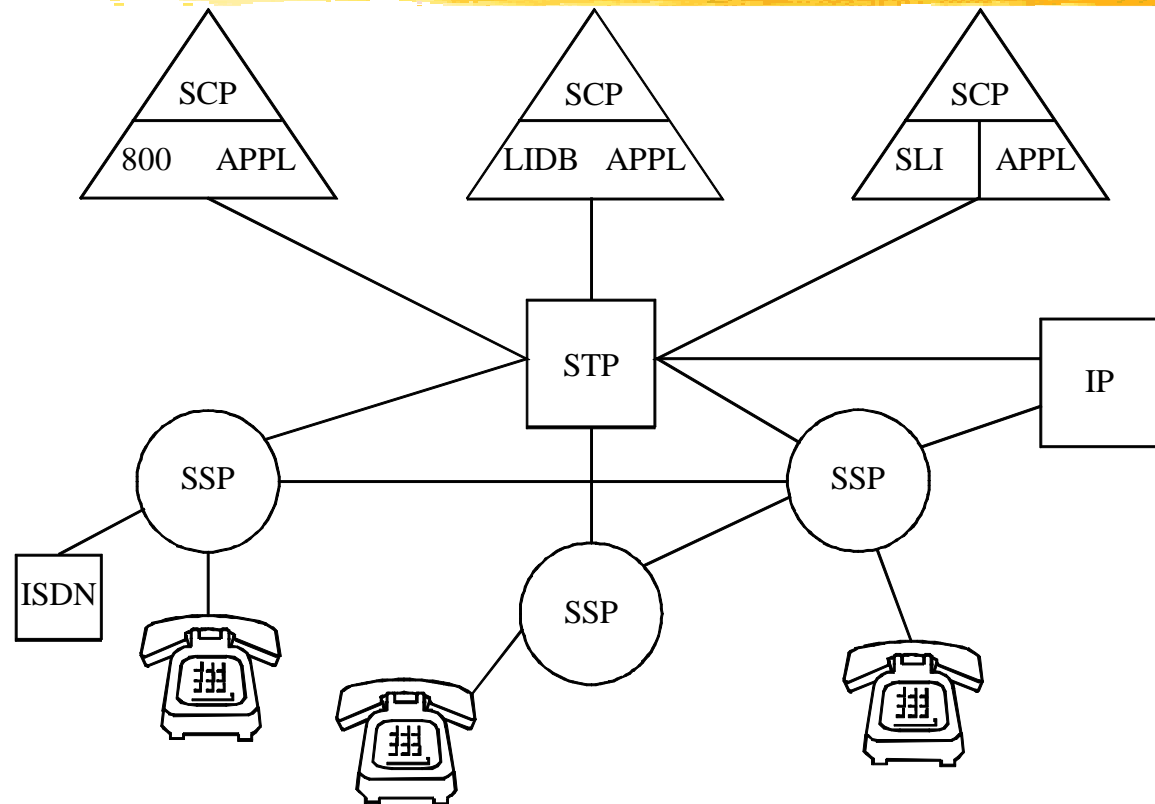 SCP
800 APPL
SCP
LIDB APPL
SCP
SLI APPL
STP
IP
SSP
SSP
ISDN
SSP